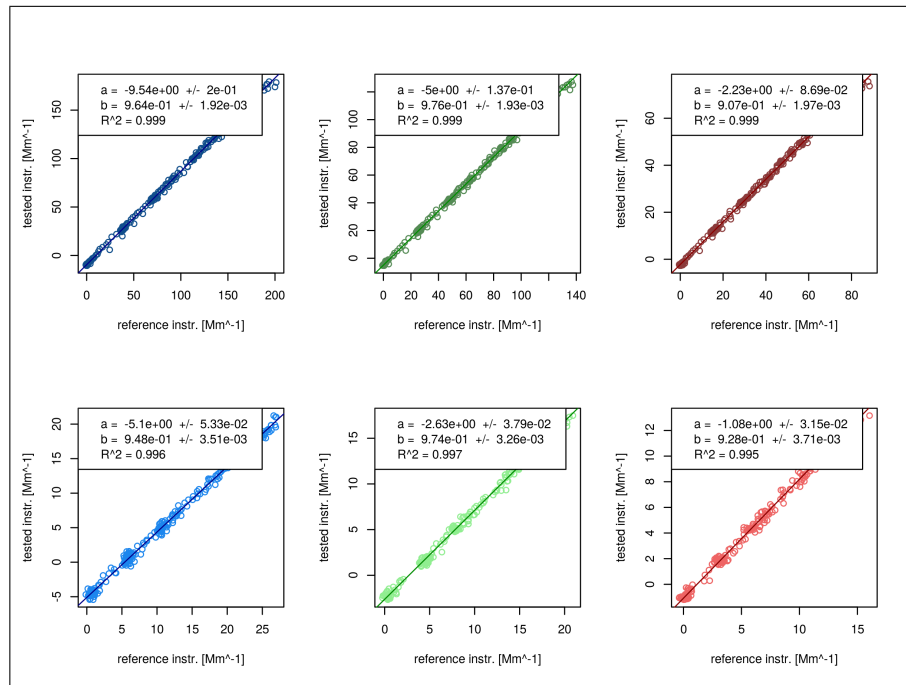 a = -9.54e+00 +/- 2e-01
b = 9.64e-01 +/- 1.92e-03
R^2 = 0.999
tested instr. [Mm^-1]
0 50 100 150
0 50 100 150 200
reference instr. [Mm^-1]
a = -5e+00 +/- 1.37e-01
b = 9.76e-01 +/- 1.93e-03
R^2 = 0.999
tested instr. [Mm^-1]
0 20 40 60 80 120
0 20 40 60 80 100 140
reference instr. [Mm^-1]
a = -2.23e+00 +/- 8.69e-02
b = 9.07e-01 +/- 1.97e-03
R^2 = 0.999
tested instr. [Mm^-1]
0 20 40 60
0 20 40 60 80
reference instr. [Mm^-1]
a = -5.1e+00 +/- 5.33e-02
b = 9.48e-01 +/- 3.51e-03
R^2 = 0.996
tested instr. [Mm^-1]
-5 0 5 10 15 20
0 5 10 15 20 25
reference instr. [Mm^-1]
a = -2.63e+00 +/- 3.79e-02
b = 9.74e-01 +/- 3.26e-03
R^2 = 0.997
tested instr. [Mm^-1]
0 5 10 15
0 5 10 15 20
reference instr. [Mm^-1]
a = -1.08e+00 +/- 3.15e-02
b = 9.28e-01 +/- 3.71e-03
R^2 = 0.995
tested instr. [Mm^-1]
0 2 4 6 8 12
0 5 10 15
reference instr. [Mm^-1]